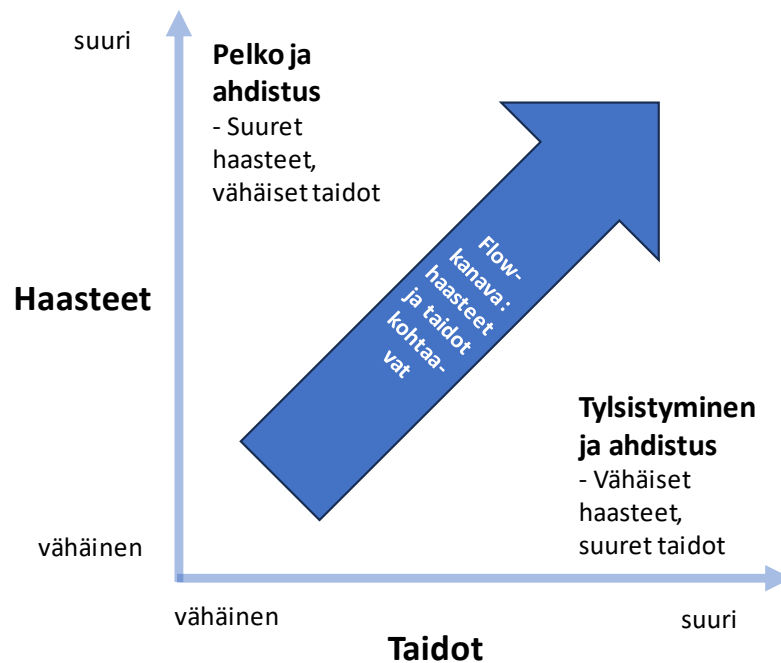 suuri
Pelko ja
ahdistus
- Suuret
haasteet,
vähäiset taidot
Haasteet
Flow-
kanava:
haasteet
ja taidot
kohtaa-
vat
Tylsistyminen
ja ahdistus
- Vähäiset
haasteet,
suuret taidot
vähäinen
vähäinen
suuri
Taidot